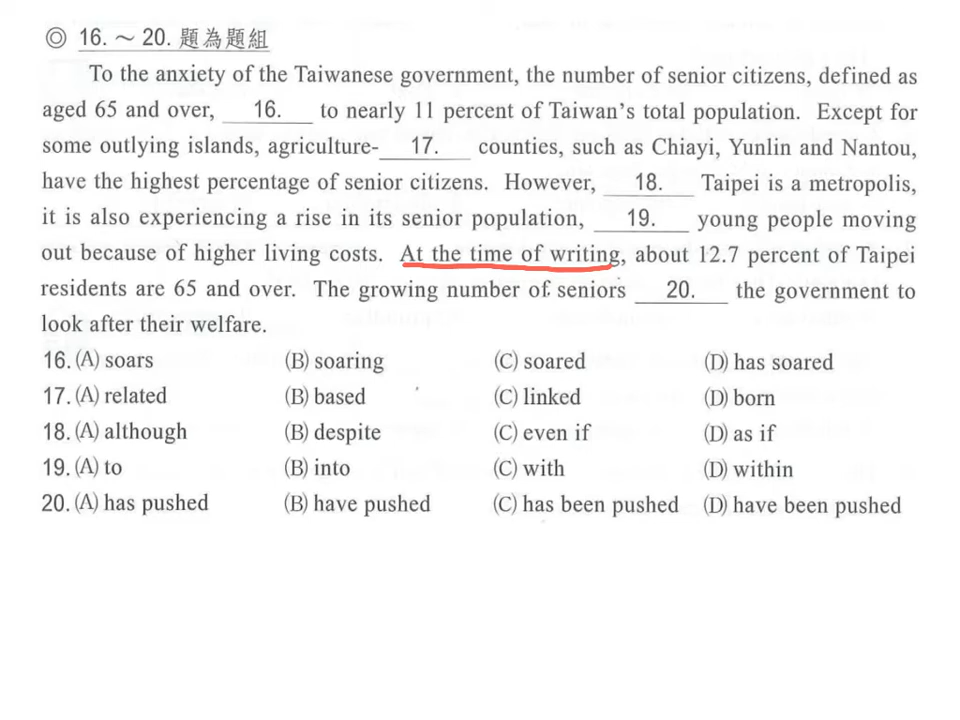 ◎ 16. ~ 20. 題為題組
To the anxiety of the Taiwanese government, the number of senior citizens, defined as
aged 65 and over, 16. to nearly 11 percent of Taiwan's total population. Except for
some outlying islands, agriculture- 17. counties, such as Chiayi, Yunlin and Nantou,
have the highest percentage of senior citizens. However, 18. Taipei is a metropolis,
it is also experiencing a rise in its senior population, 19. young people moving
out because of higher living costs. At the time of writing, about 12.7 percent of Taipei
residents are 65 and over. The growing number of seniors 20. the government to
look after their welfare.
16. (A) soars (B) soaring (C) soared (D) has soared
17. (A) related (B) based (C) linked (D) born
18. (A) although (B) despite (C) even if (D) as if
19. (A) to (B) into (C) with (D) within
20. (A) has pushed (B) have pushed (C) has been pushed (D) have been pushed